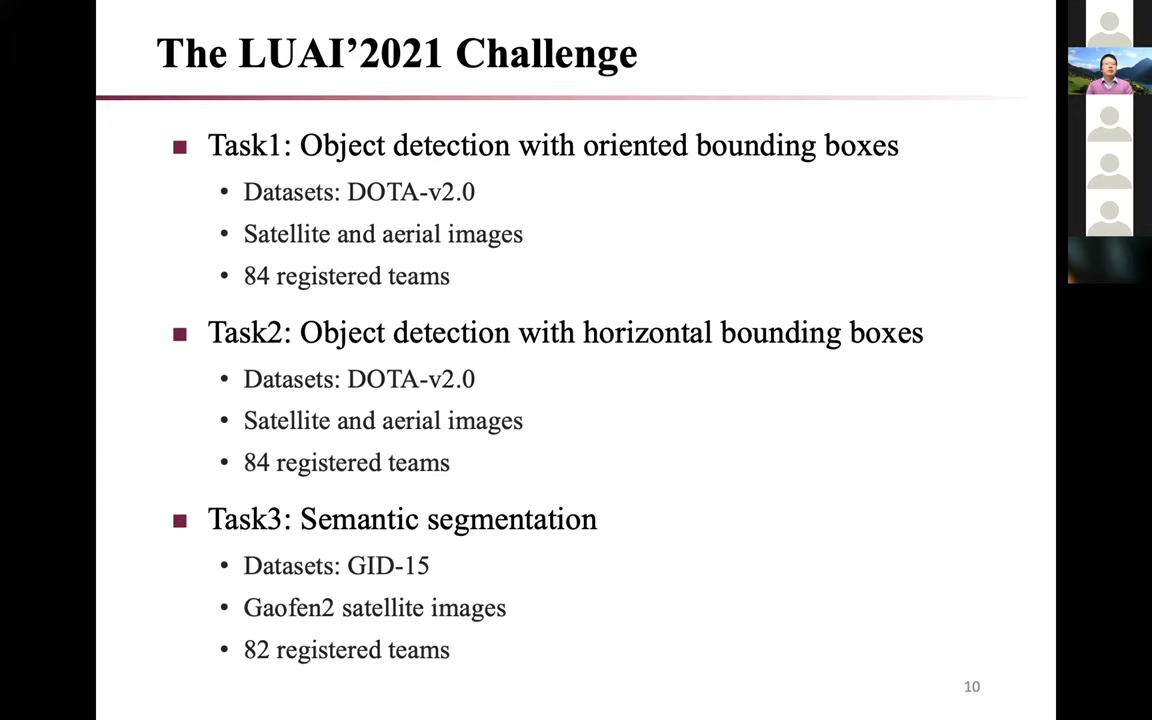 The LUAI’2021 Challenge
■ Task1: Object detection with oriented bounding boxes
• Datasets: DOTA-v2.0
• Satellite and aerial images
• 84 registered teams
■ Task2: Object detection with horizontal bounding boxes
• Datasets: DOTA-v2.0
• Satellite and aerial images
• 84 registered teams
■ Task3: Semantic segmentation
• Datasets: GID-15
• Gaofen2 satellite images
• 82 registered teams
10